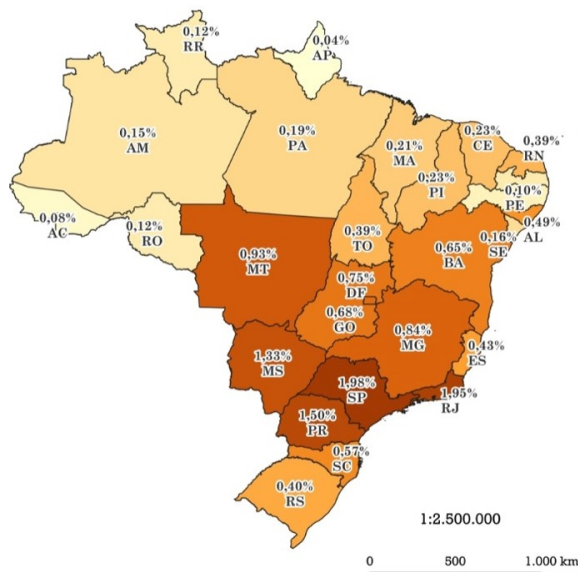 0,12%
RR
0,04%
AP
0,15%
AM
0,19%
PA
0,21%
MA
0,23%
CE
0,39%
RN
0,23%
PI
0,10%
PE
0,08%
AC
0,12%
RO
0,39%
TO
0,49%
AL
0,16%
SE
0,65%
BA
0,93%
MT
0,75%
DF
0,68%
GO
0,84%
MG
0,43%
ES
1,33%
MS
1,98%
SP
1,95%
RJ
1,50%
PR
0,57%
SC
0,40%
RS
1:2.500.000
0 500 1.000 km